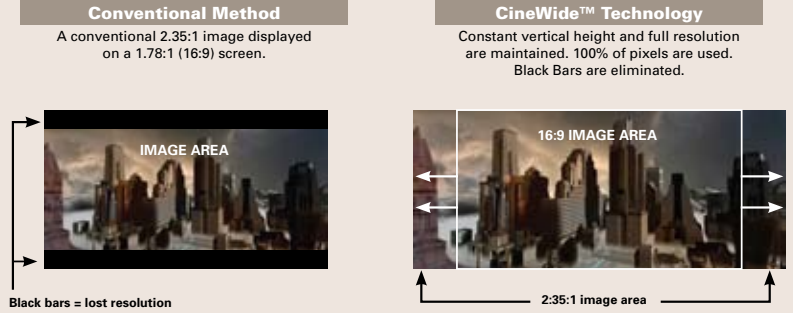 Conventional Method
A conventional 2.35:1 image displayed
on a 1.78:1 (16:9) screen.
IMAGE AREA
Black bars = lost resolution
CineWide™ Technology
Constant vertical height and full resolution
are maintained. 100% of pixels are used.
Black Bars are eliminated.
16:9 IMAGE AREA
2:35:1 image area